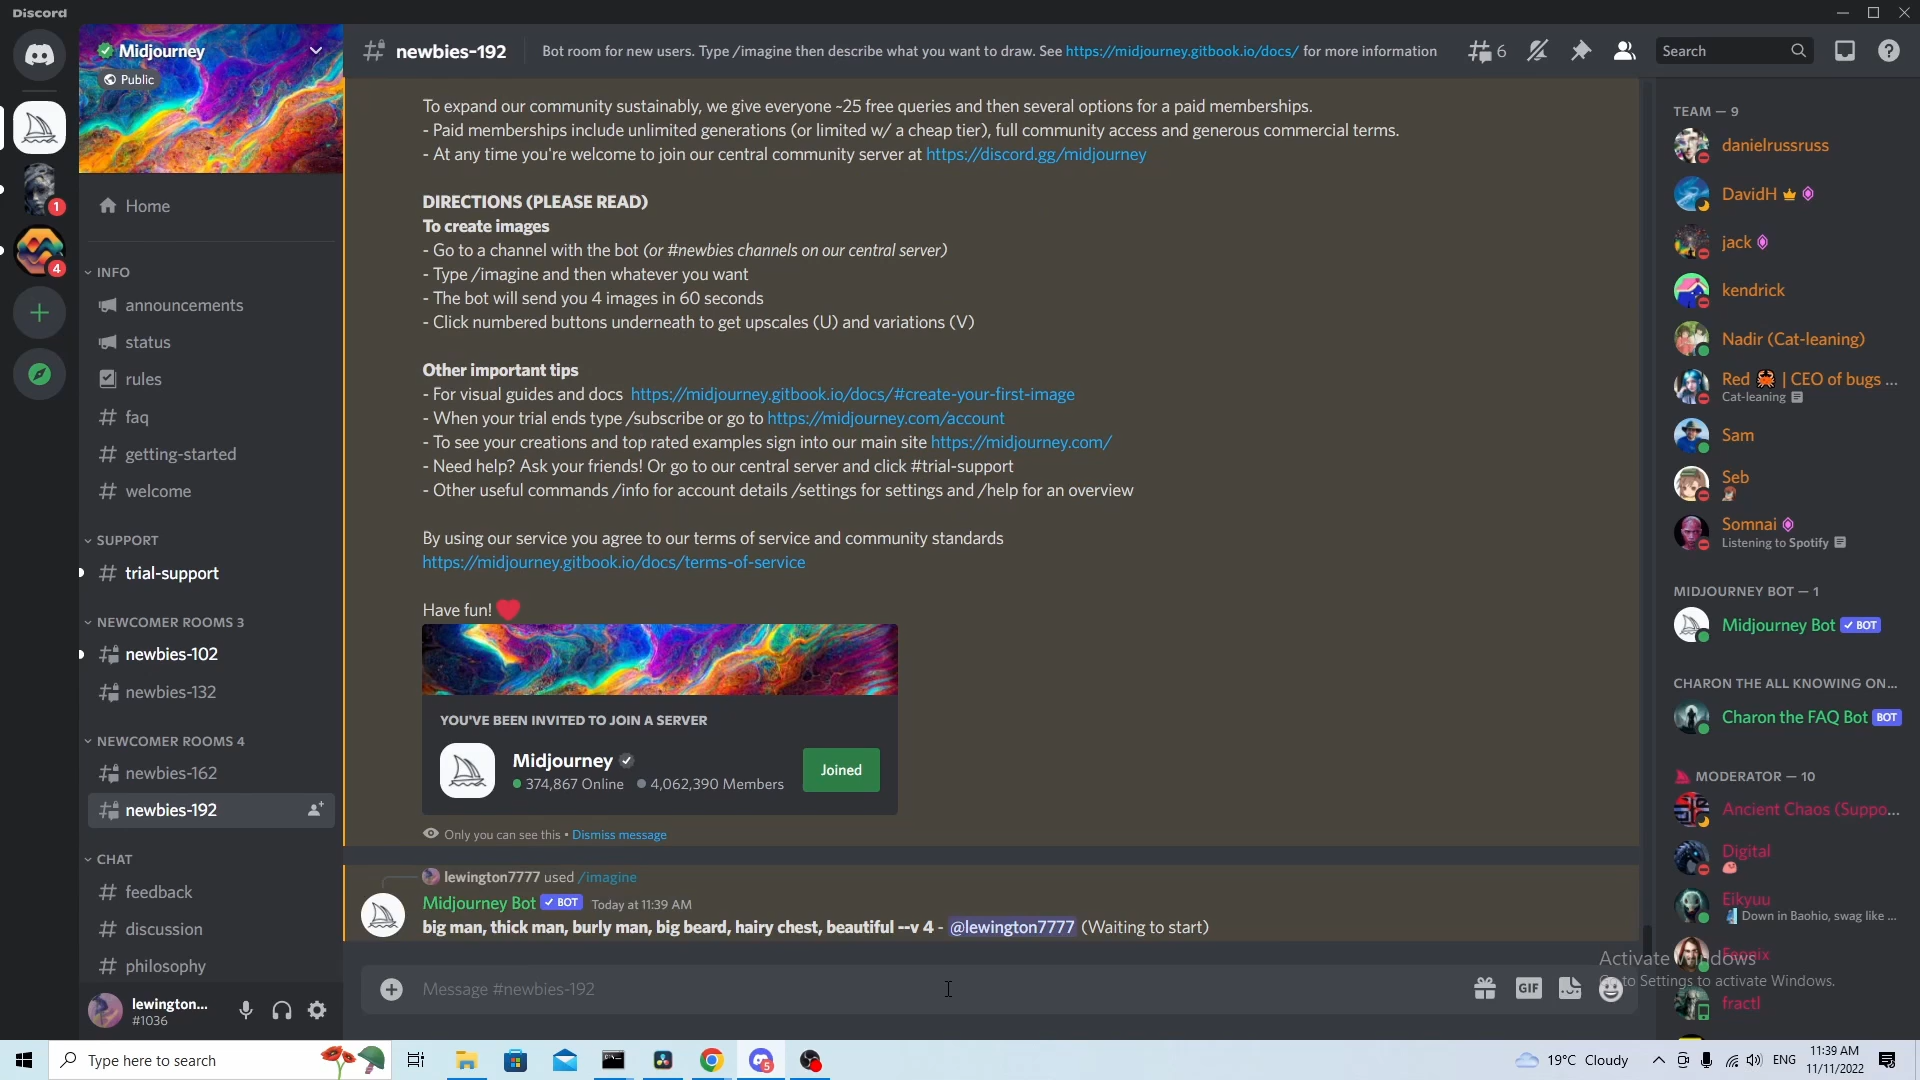 Discord
Midjourney
Public
Home
INFO
announcements
status
rules
faq
getting-started
welcome
SUPPORT
trial-support
NEWCOMER ROOMS 3
newbies-102
newbies-132
NEWCOMER ROOMS 4
newbies-162
newbies-192
CHAT
feedback
discussion
philosophy
lewington...
#1036
1
4
newbies-192
Bot room for new users. Type /imagine then describe what you want to draw. See https://midjourney.gitbook.io/docs/ for more information
6
Search
To expand our community sustainably, we give everyone ~25 free queries and then several options for a paid memberships.
- Paid memberships include unlimited generations (or limited w/ a cheap tier), full community access and generous commercial terms.
- At any time you're welcome to join our central community server at https://discord.gg/midjourney
DIRECTIONS (PLEASE READ)
To create images
- Go to a channel with the bot (or #newbies channels on our central server)
- Type /imagine and then whatever you want
- The bot will send you 4 images in 60 seconds
- Click numbered buttons underneath to get upscales (U) and variations (V)
Other important tips
- For visual guides and docs https://midjourney.gitbook.io/docs/#create-your-first-image
- When your trial ends type /subscribe or go to https://midjourney.com/account
- To see your creations and top rated examples sign into our main site https://midjourney.com/
- Need help? Ask your friends! Or go to our central server and click #trial-support
- Other useful commands /info for account details /settings for settings and /help for an overview
By using our service you agree to our terms of service and community standards
https://midjourney.gitbook.io/docs/terms-of-service
Have fun! ❤️
YOU'VE BEEN INVITED TO JOIN A SERVER
Midjourney
374,867 Online 4,062,390 Members
Joined
Only you can see this • Dismiss message
lewington7777 used /imagine
Midjourney Bot BOT Today at 11:39 AM
big man, thick man, burly man, big beard, hairy chest, beautiful --v 4 - @lewington7777 (Waiting to start)
Message #newbies-192
GIF
TEAM — 9
danielrussruss
DavidH
jack
kendrick
Nadir (Cat-leaning)
Red 🦀 | CEO of bugs ...
Cat-leaning
Sam
Seb
Somnai
Listening to Spotify
MIDJOURNEY BOT — 1
Midjourney Bot BOT
CHARON THE ALL KNOWING ON...
Charon the FAQ Bot BOT
MODERATOR — 10
Ancient Chaos (Suppo...
Digital
Eikyuu
Down in Baohio, swag like ...
fractl
Activate Windows
Go to Settings to activate Windows.
Type here to search
5
19°C Cloudy
ENG
11:39 AM
11/11/2022